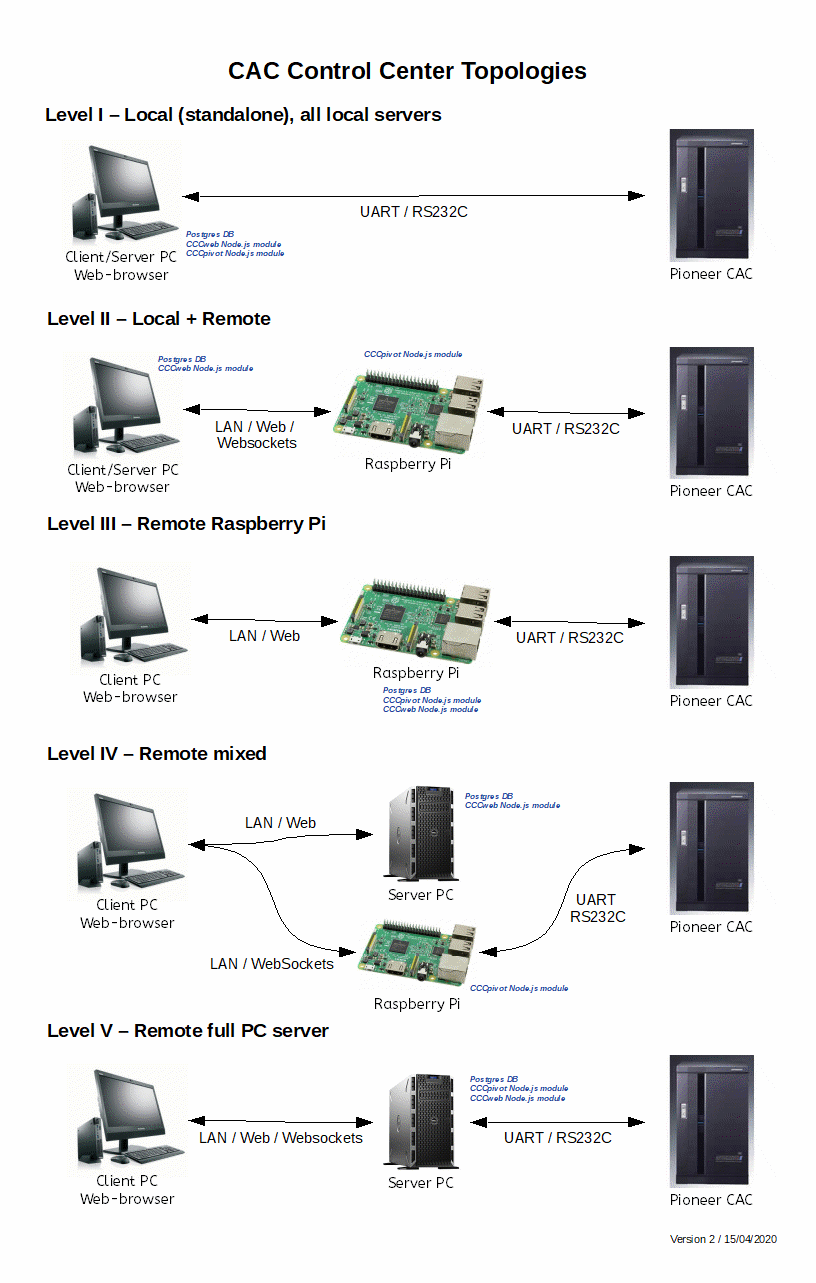 CAC Control Center Topologies
Level I – Local (standalone), all local servers
UART / RS232C
Postgres DB
CCCweb Node.js module
CCCpivot Node.js module
Client/Server PC
Web-browser
Pioneer CAC
Level II – Local + Remote
Postgres DB
CCCweb Node.js module
CCCpivot Node.js module
LAN / Web /
Websockets
UART / RS232C
Raspberry Pi
Client/Server PC
Web-browser
Pioneer CAC
Level III – Remote Raspberry Pi
LAN / Web
UART / RS232C
Raspberry Pi
Postgres DB
CCCpivot Node.js module
CCCweb Node.js module
Client PC
Web-browser
Pioneer CAC
Level IV – Remote mixed
Postgres DB
CCCweb Node.js module
LAN / Web
Server PC
UART
RS232C
Client PC
Web-browser
Pioneer CAC
LAN / WebSockets
CCCpivot Node.js module
Raspberry Pi
Level V – Remote full PC server
Postgres DB
CCCpivot Node.js module
CCCweb Node.js module
LAN / Web / Websockets
UART / RS232C
Client PC
Web-browser
Server PC
Pioneer CAC
Version 2 / 15/04/2020